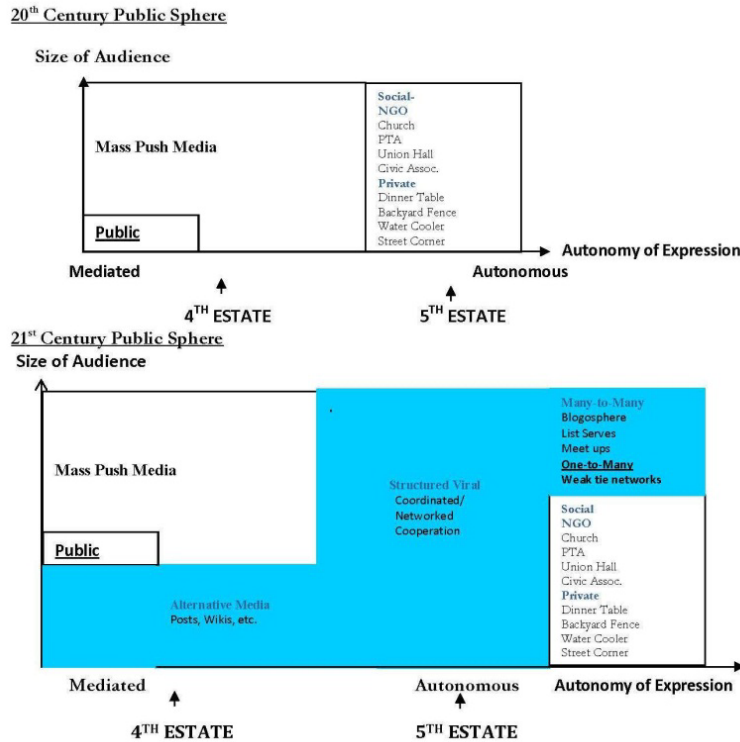 20th Century Public Sphere
Size of Audience
Mass Push Media
Public
Social-
NGO
Church
PTA
Union Hall
Civic Assoc.
Private
Dinner Table
Backyard Fence
Water Cooler
Street Corner
Autonomy of Expression
Mediated
Autonomous
4TH ESTATE
5TH ESTATE
21st Century Public Sphere
Size of Audience
Mass Push Media
Public
Alternative Media
Posts, Wikis, etc.
Structured Viral
Coordinated/
Networked
Cooperation
Many-to-Many
Blogosphere
List Serves
Meet ups
One-to-Many
Weak tie networks
Social
NGO
Church
PTA
Union Hall
Civic Assoc.
Private
Dinner Table
Backyard Fence
Water Cooler
Street Corner
Mediated
Autonomous
Autonomy of Expression
4TH ESTATE
5TH ESTATE